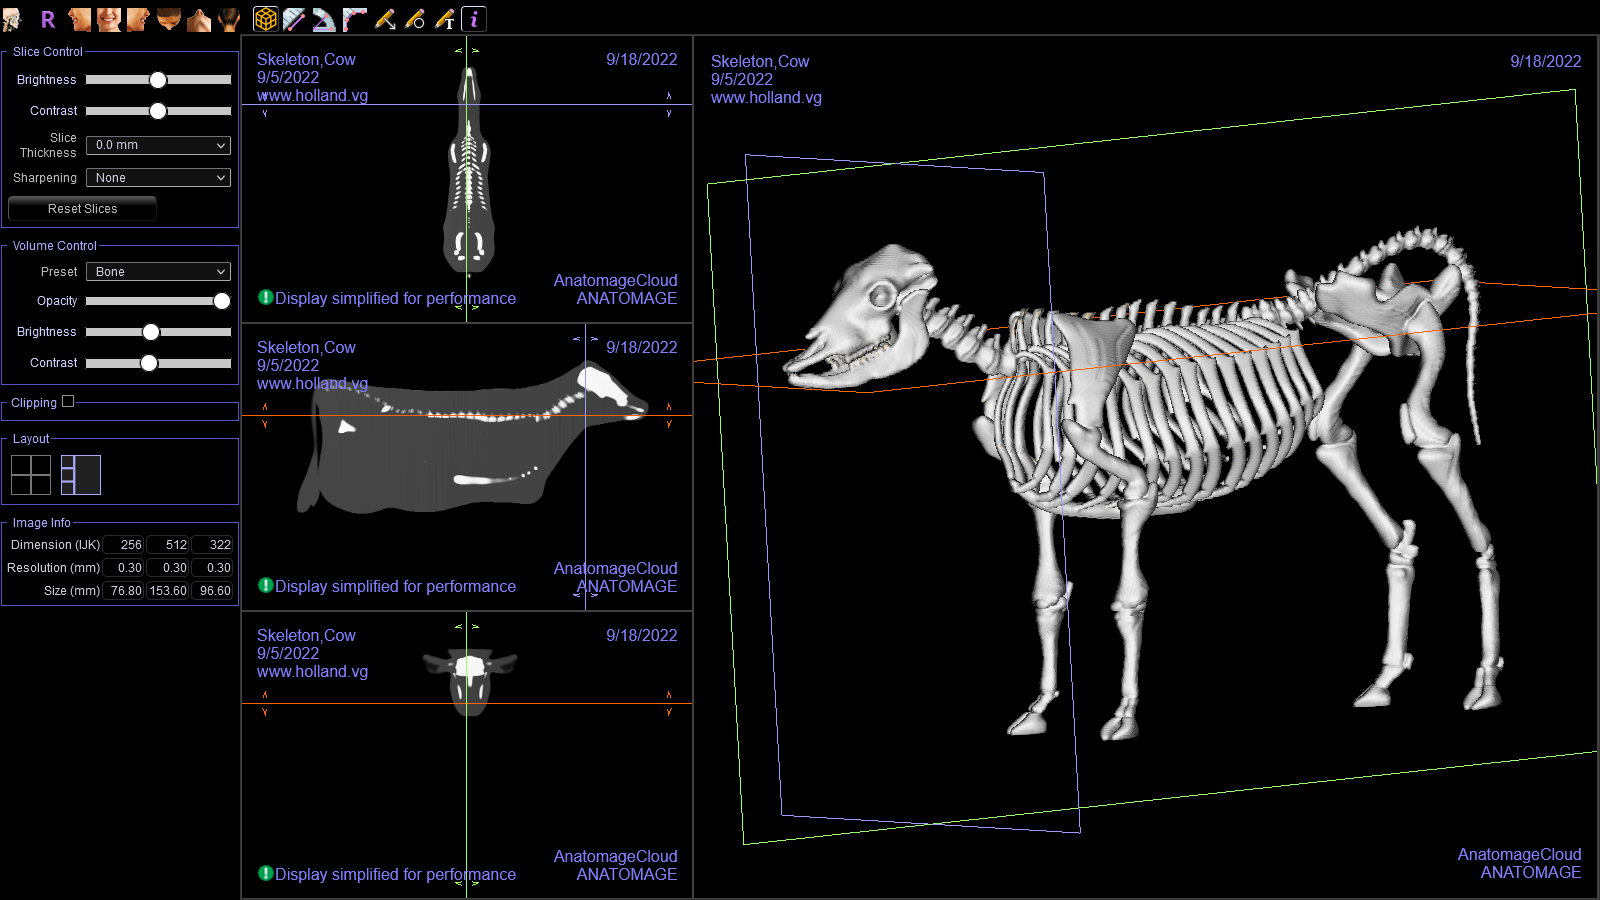 R
T
i
Slice Control
Brightness
Contrast
Slice
Thickness
0.0 mm
Sharpening
None
Reset Slices
Volume Control
Preset
Bone
Opacity
Brightness
Contrast
Clipping
Layout
Image Info
Dimension (IJK) 256 512 322
Resolution (mm) 0.30 0.30 0.30
Size (mm) 76.80 153.60 96.60
Skeleton,Cow
9/5/2022
www.holland.vg
9/18/2022
Display simplified for performance
AnatomageCloud
ANATOMAGE
Skeleton,Cow
9/5/2022
www.holland.vg
9/18/2022
Display simplified for performance
AnatomageCloud
ANATOMAGE
Skeleton,Cow
9/5/2022
www.holland.vg
9/18/2022
Display simplified for performance
AnatomageCloud
ANATOMAGE
Skeleton,Cow
9/5/2022
www.holland.vg
9/18/2022
AnatomageCloud
ANATOMAGE